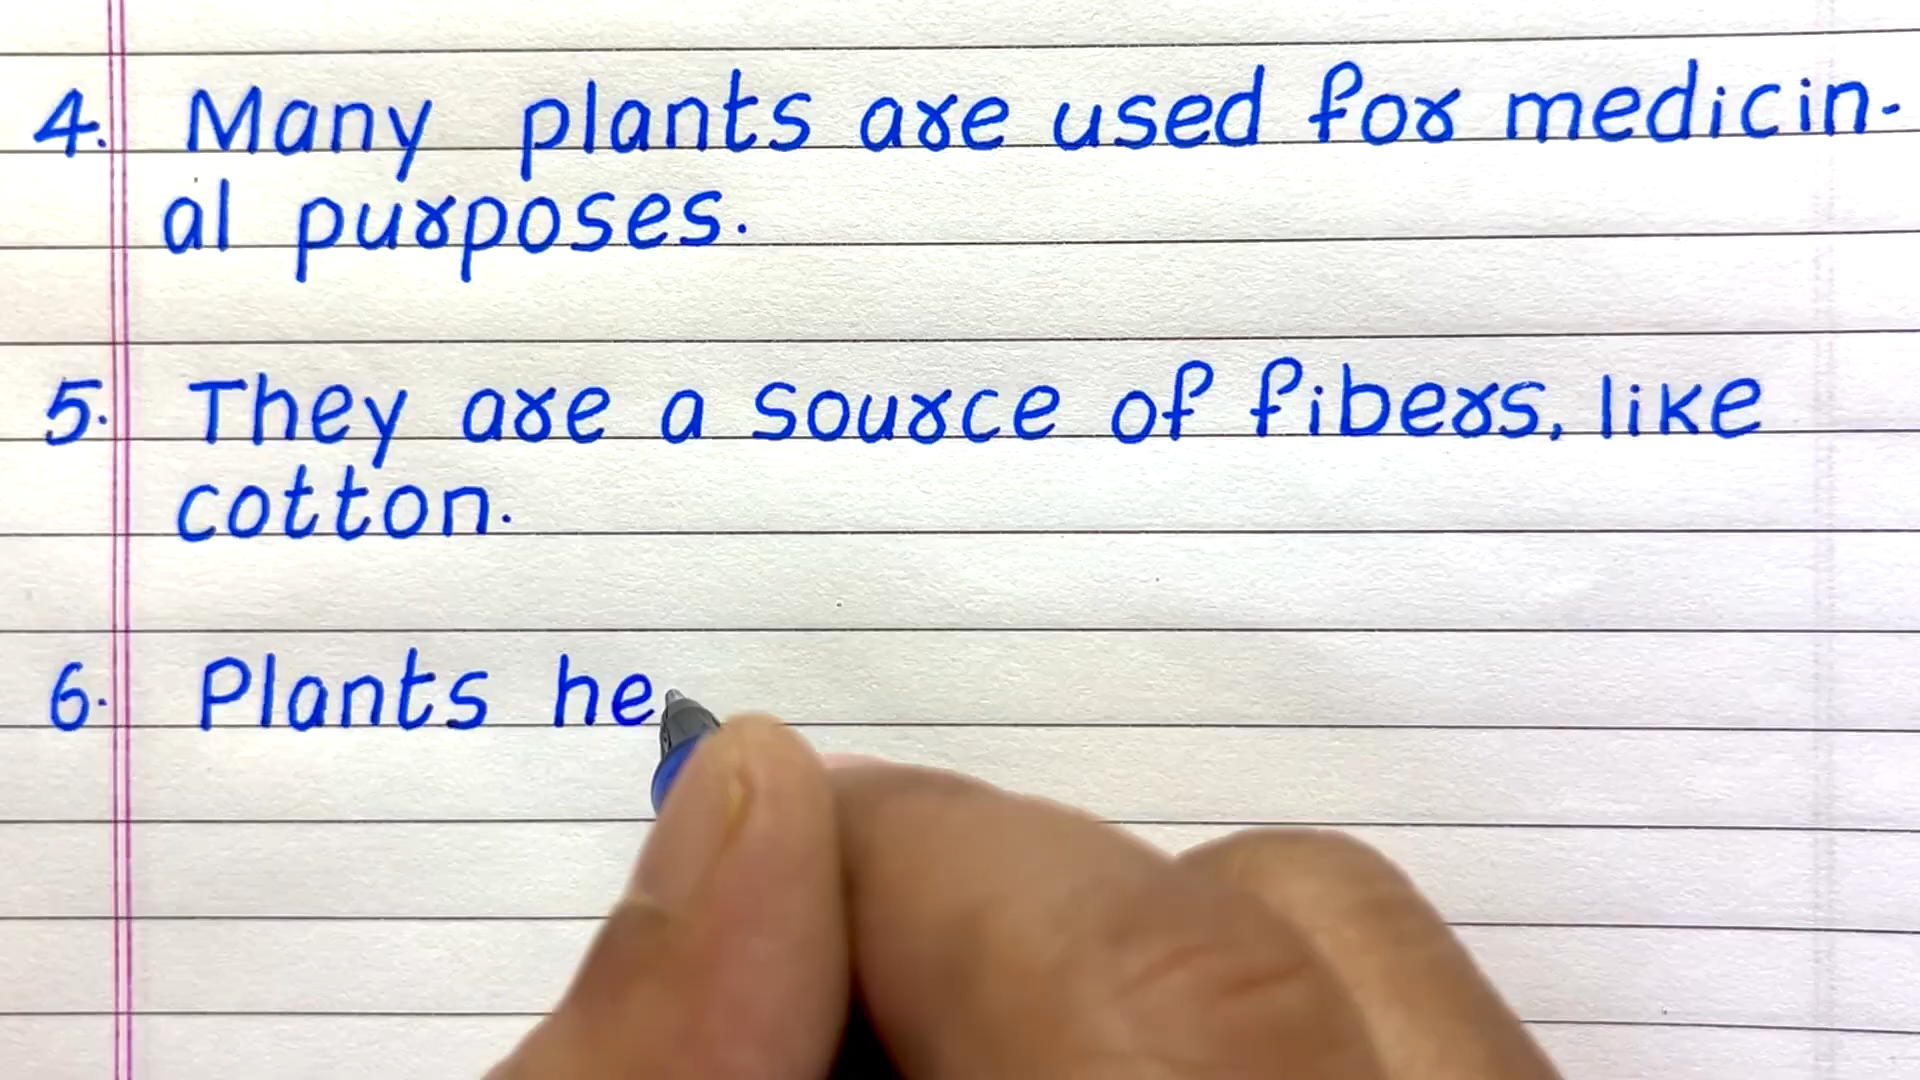 4. Many plants are used for medicin-
al purposes.
5. They are a source of fibers, like
cotton.
6. Plants he